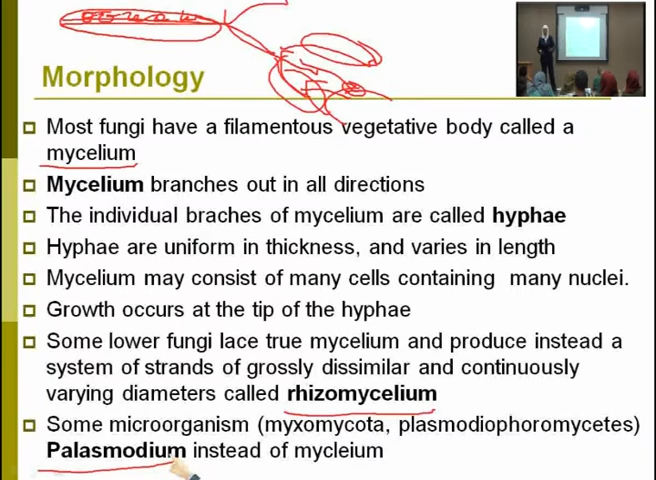 Morphology
Most fungi have a filamentous vegetative body called a
mycelium
Mycelium branches out in all directions
The individual braches of mycelium are called hyphae
Hyphae are uniform in thickness, and varies in length
Mycelium may consist of many cells containing many nuclei.
Growth occurs at the tip of the hyphae
Some lower fungi lace true mycelium and produce instead a
system of strands of grossly dissimilar and continuously
varying diameters called rhizomycelium
Some microorganism (myxomycota, plasmodiophoromycetes)
Palasmodium instead of mycleium